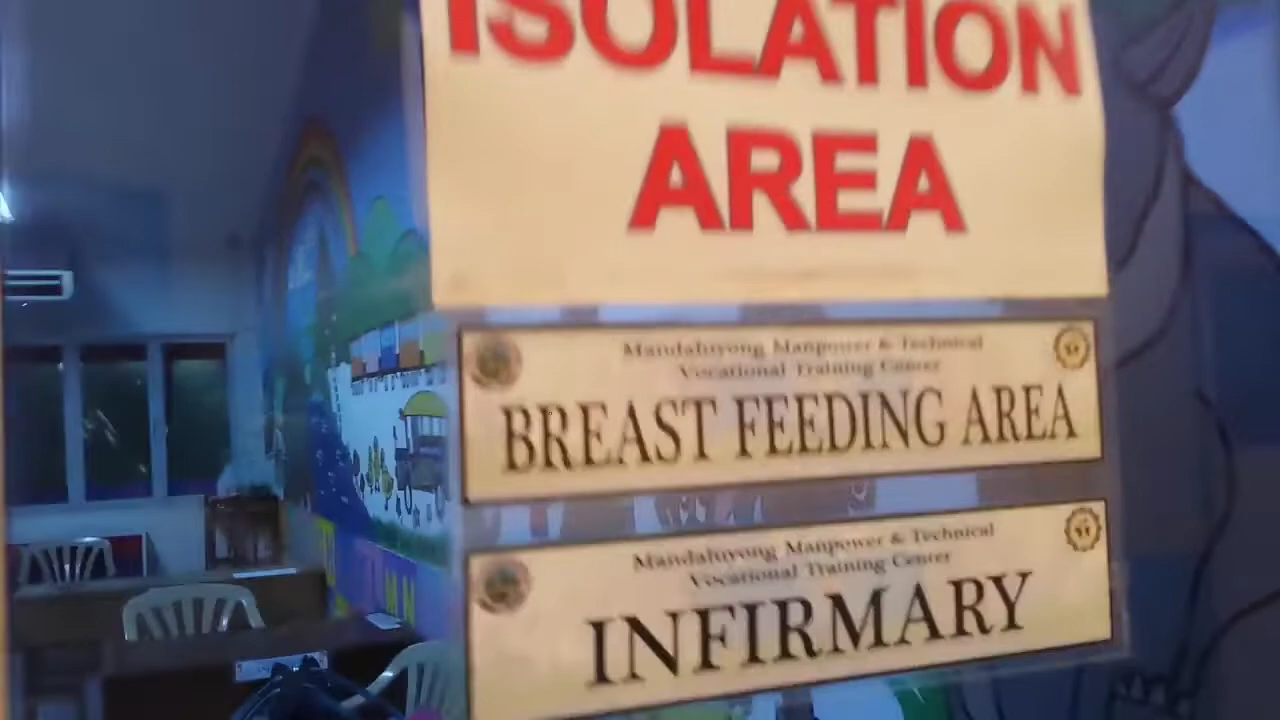 ISOLATION
AREA
Mandaluyong Manpower & Technical
Vocational Training Center
BREAST FEEDING AREA
Mandaluyong Manpower & Technical
Vocational Training Center
INFIRMARY